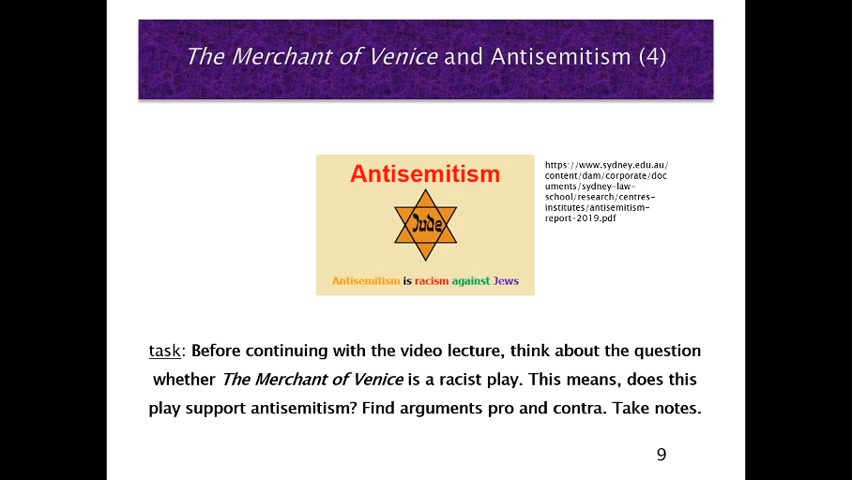 The Merchant of Venice and Antisemitism (4)
Antisemitism
Jude
Antisemitism is racism against Jews
https://www.sydney.edu.au/
content/dam/corporate/doc
uments/sydney-law-
school/research/centres-
institutes/antisemitism-
report-2019.pdf
task: Before continuing with the video lecture, think about the question
whether The Merchant of Venice is a racist play. This means, does this
play support antisemitism? Find arguments pro and contra. Take notes.
9